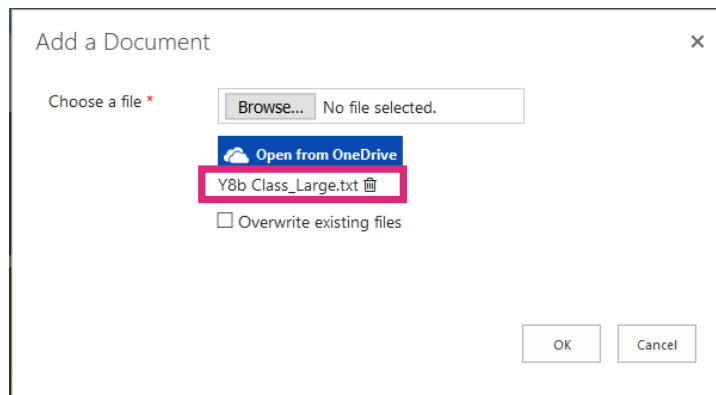 Add a Document
Choose a file * Browse... No file selected.
Open from OneDrive
Y8b Class_Large.txt
Overwrite existing files
OK Cancel